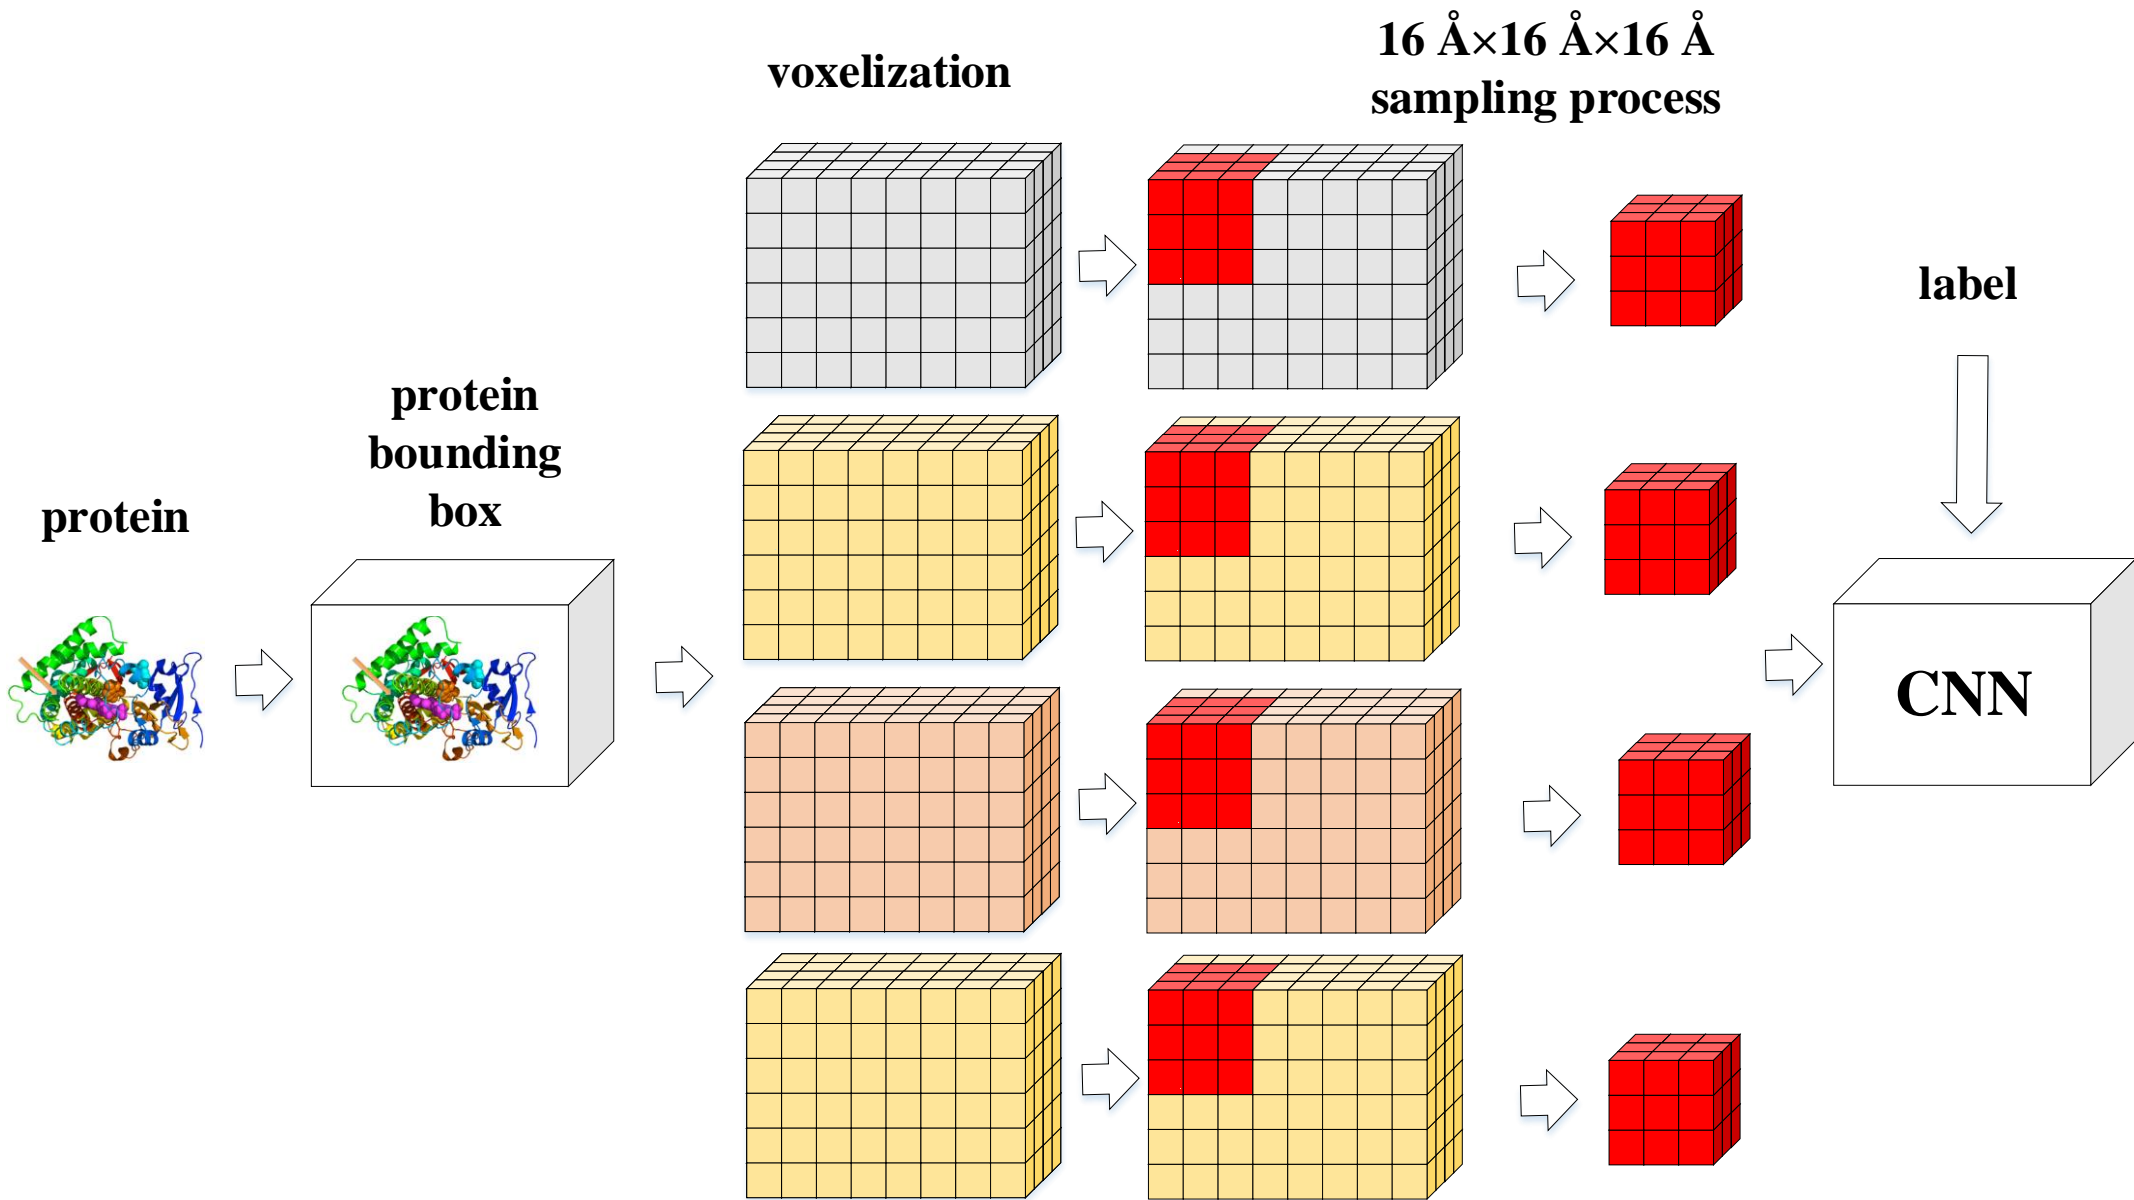 protein
protein
bounding
box
voxelization
16 Å×16 Å×16 Å
sampling process
label
CNN